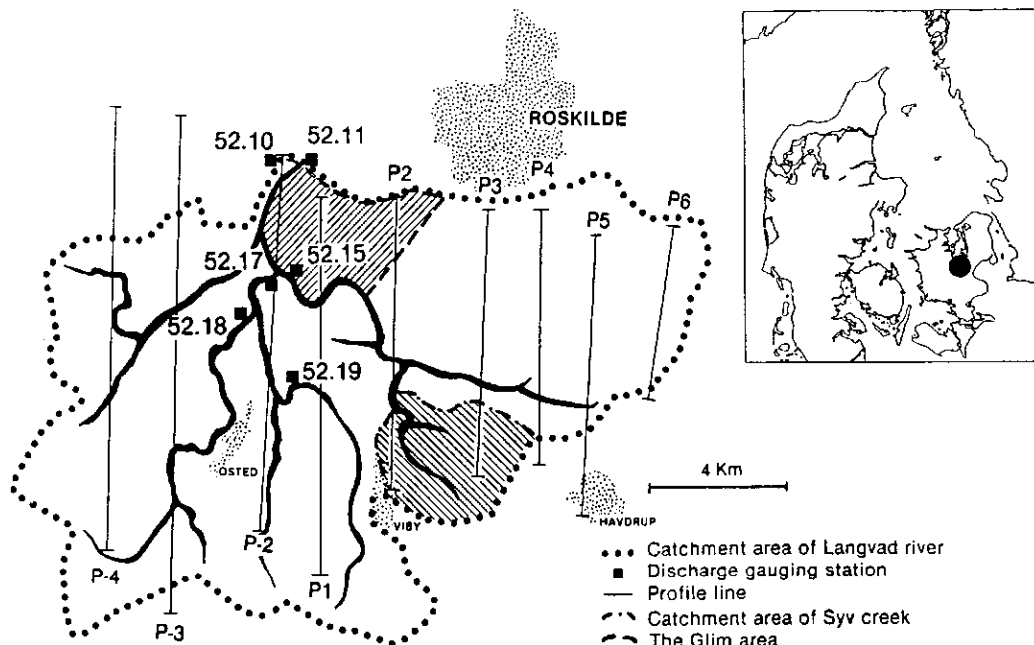 ROSKILDE
52.10
52.11
P2
P3
P4
P5
P6
52.17
52.15
52.18
52.19
ÖSTED
VIBY
HAVDRUP
4 Km
P-4
P-3
P-2
P1
Catchment area of Langvad river
Discharge gauging station
Profile line
Catchment area of Syv creek
The Glim area